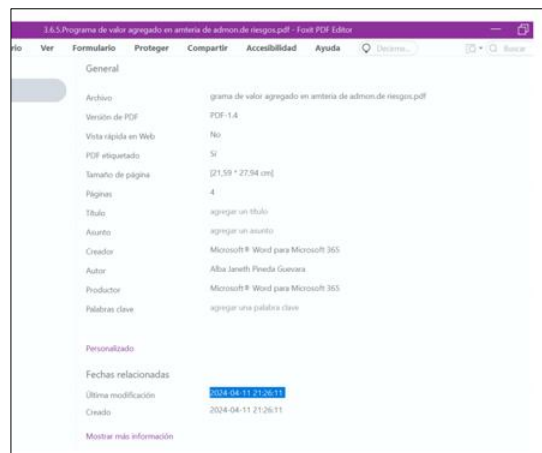 3.6.5.Programa de valor agregado en amteria de admon.de riesgos.pdf - Foxit PDF Editor
rio Ver Formulario Proteger Compartir Accesibilidad Ayuda Decirme... Buscar
General
Archivo grama de valor agregado en amteria de admon.de riesgos.pdf
Versión de PDF PDF-1.4
Vista rápida en Web No
PDF etiquetado Sí
Tamaño de página [21,59 * 27,94 cm]
Páginas 4
Título agregar un título
Asunto agregar un asunto
Creador Microsoft® Word para Microsoft 365
Autor Alba Janeth Pineda Guevara
Productor Microsoft® Word para Microsoft 365
Palabras clave agregar una palabra clave
Personalizado
Fechas relacionadas
Última modificación 2024-04-11 21:26:11
Creado 2024-04-11 21:26:11
Mostrar más información